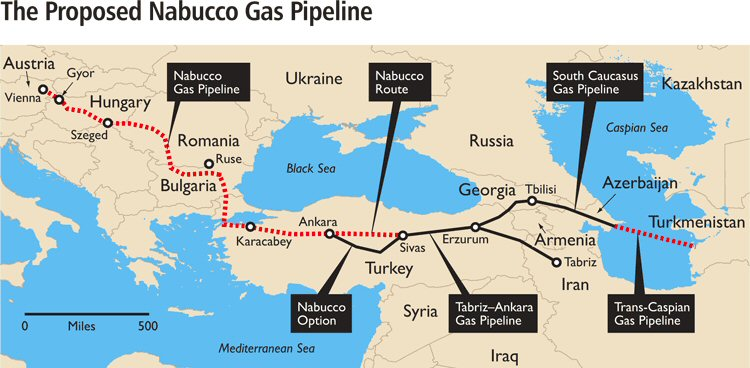 The Proposed Nabucco Gas Pipeline
Austria
Vienna
Gyor
Hungary
Szeged
Nabucco
Gas Pipeline
Romania
Ruse
Bulgaria
Ukraine
Black Sea
Nabucco
Route
Russia
South Caucasus
Gas Pipeline
Kazakhstan
Caspian Sea
Georgia
Tbilisi
Azerbaijan
Turkmenistan
Karacabey
Ankara
Sivas
Erzurum
Armenia
Tabriz
Turkey
Iran
Nabucco
Option
Tabriz–Ankara
Gas Pipeline
Trans-Caspian
Gas Pipeline
Syria
Iraq
0 Miles 500
Mediterranean Sea